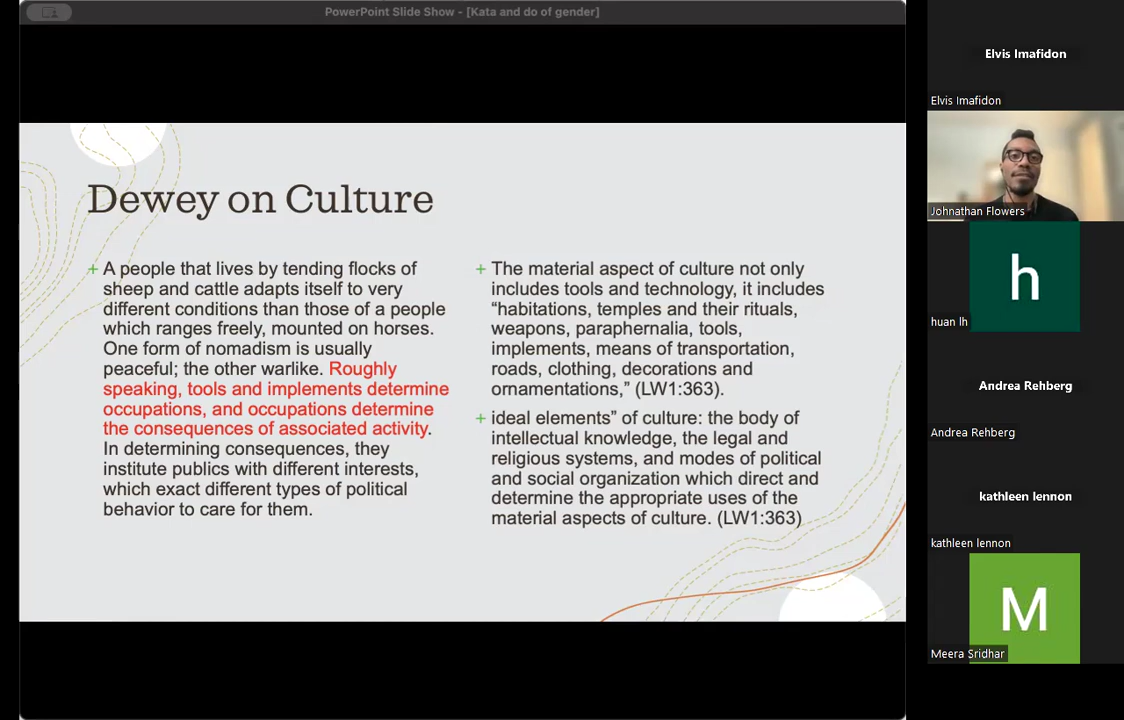 PowerPoint Slide Show - [Kata and do of gender]
Dewey on Culture
+ A people that lives by tending flocks of
sheep and cattle adapts itself to very
different conditions than those of a people
which ranges freely, mounted on horses.
One form of nomadism is usually
peaceful; the other warlike. Roughly
speaking, tools and implements determine
occupations, and occupations determine
the consequences of associated activity.
In determining consequences, they
institute publics with different interests,
which exact different types of political
behavior to care for them.
+ The material aspect of culture not only
includes tools and technology, it includes
“habitations, temples and their rituals,
weapons, paraphernalia, tools,
implements, means of transportation,
roads, clothing, decorations and
ornamentations,” (LW1:363).
+ ideal elements” of culture: the body of
intellectual knowledge, the legal and
religious systems, and modes of political
and social organization which direct and
determine the appropriate uses of the
material aspects of culture. (LW1:363)
Elvis Imafidon
Elvis Imafidon
Johnathan Flowers
h
huan lh
Andrea Rehberg
Andrea Rehberg
kathleen lennon
kathleen lennon
M
Meera Sridhar